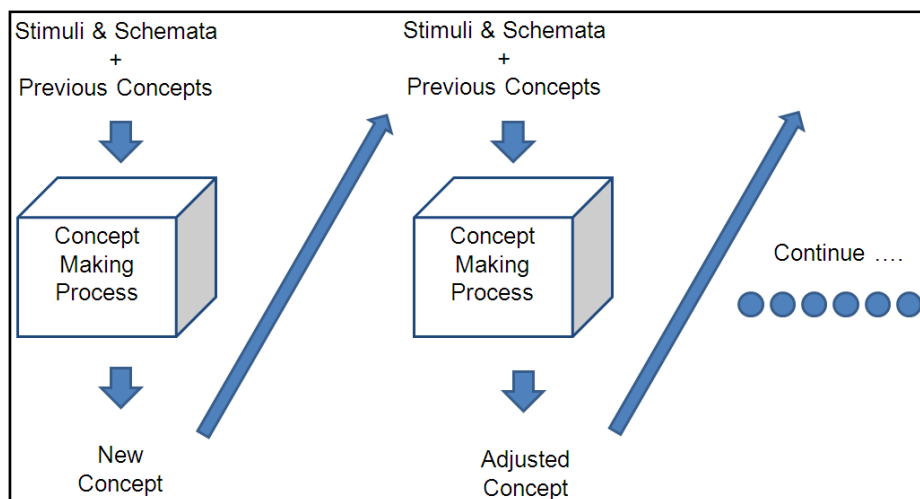 Stimuli & Schemata
+
Previous Concepts
Concept
Making
Process
New
Concept
Stimuli & Schemata
+
Previous Concepts
Concept
Making
Process
Adjusted
Concept
Continue ....